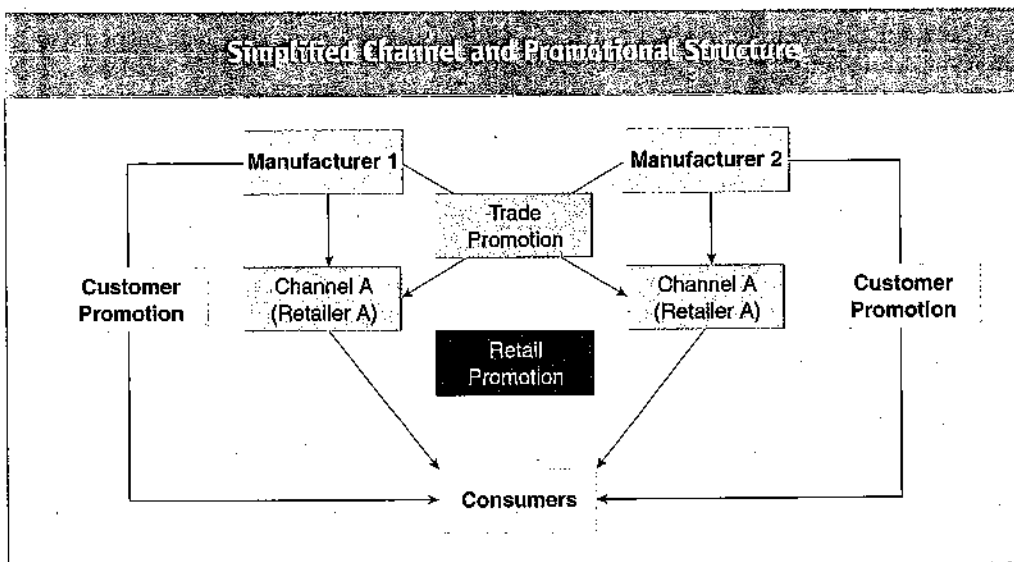 Simplified Channel and Promotional Structure
Manufacturer 1
Manufacturer 2
Trade
Promotion
Customer
Promotion
Channel A
(Retailer A)
Channel A
(Retailer A)
Customer
Promotion
Retail
Promotion
Consumers